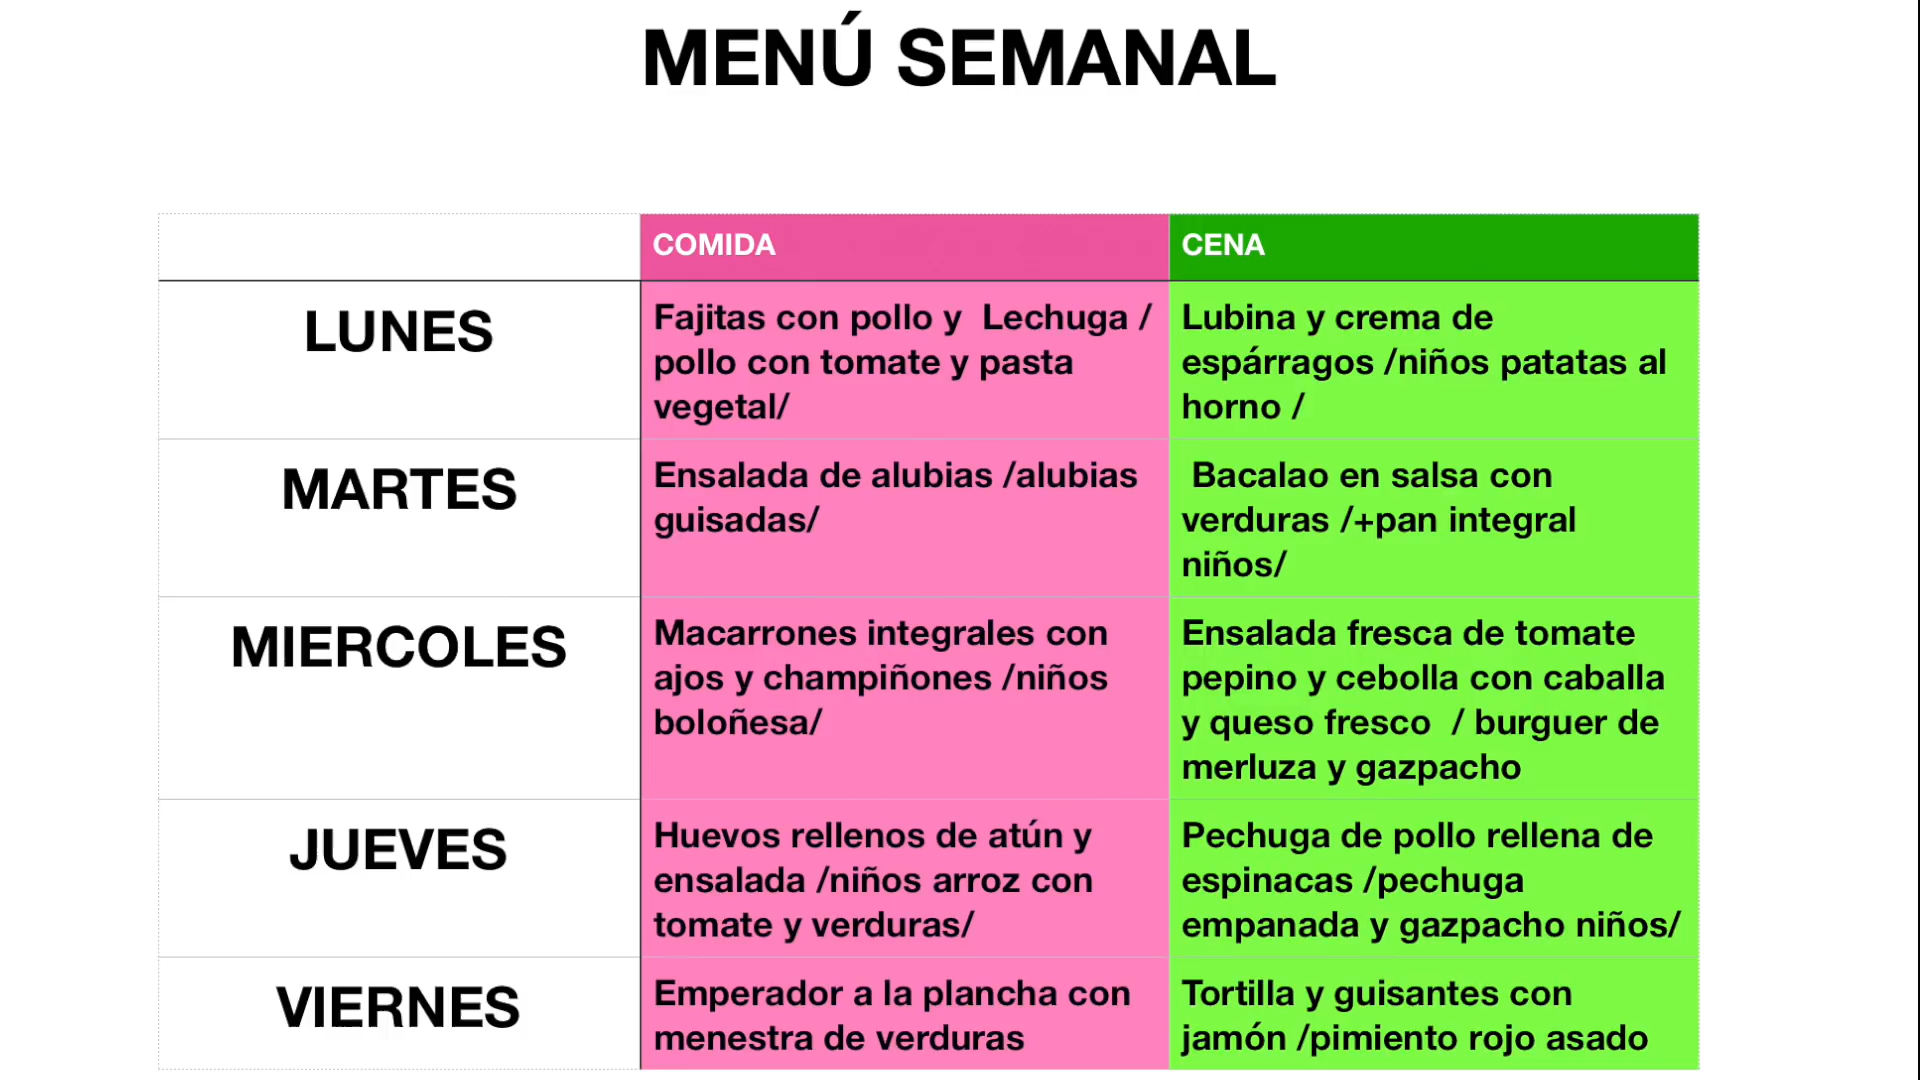 MENÚ SEMANAL
COMIDA
CENA
LUNES
Fajitas con pollo y  Lechuga /
pollo con tomate y pasta
vegetal/
Lubina y crema de
espárragos /niños patatas al
horno /
MARTES
Ensalada de alubias /alubias
guisadas/
Bacalao en salsa con
verduras /+pan integral
niños/
MIERCOLES
Macarrones integrales con
ajos y champiñones /niños
boloñesa/
Ensalada fresca de tomate
pepino y cebolla con caballa
y queso fresco  / burguer de
merluza y gazpacho
JUEVES
Huevos rellenos de atún y
ensalada /niños arroz con
tomate y verduras/
Pechuga de pollo rellena de
espinacas /pechuga
empanada y gazpacho niños/
VIERNES
Emperador a la plancha con
menestra de verduras
Tortilla y guisantes con
jamón /pimiento rojo asado